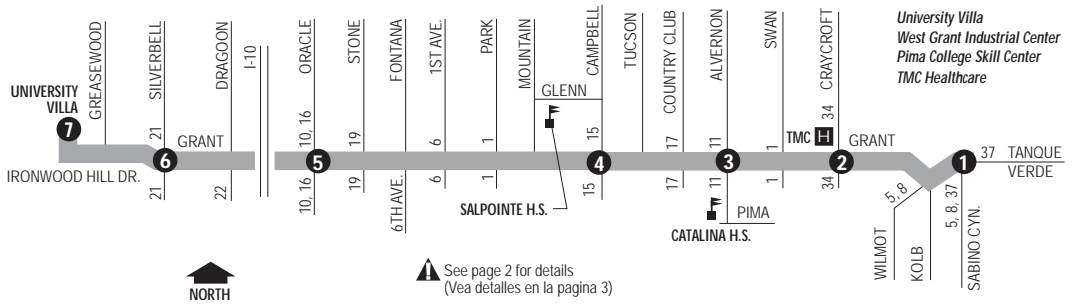 GREASEWOOD
SILVERBELL
DRAGOON
I-10
ORACLE
STONE
FONTANA
1ST AVE.
PARK
MOUNTAIN
CAMPBELL
TUCSON
COUNTRY CLUB
ALVERNON
SWAN
CRAYCROFT
University Villa
West Grant Industrial Center
Pima College Skill Center
TMC Healthcare
UNIVERSITY
VILLA
GLENN
7
21
GRANT
10, 16
19
6
1
15
17
11
1
34
TMC H
GRANT
6
5
4
3
2
1
37 TANQUE
VERDE
IRONWOOD HILL DR.
21
22
10, 16
19
6TH AVE.
6
1
15
17
11
1
34
5, 8
5, 8, 37
SALPOINTE H.S.
PIMA
CATALINA H.S.
WILMOT
KOLB
SABINO CYN.
NORTH
! See page 2 for details
(Vea detalles en la pagina 3)